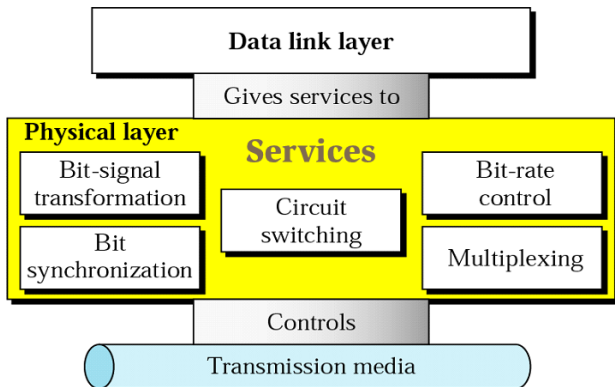 Data link layer
Gives services to
Physical layer
Services
Bit-signal
transformation
Bit-rate
control
Circuit
switching
Bit
synchronization
Multiplexing
Controls
Transmission media